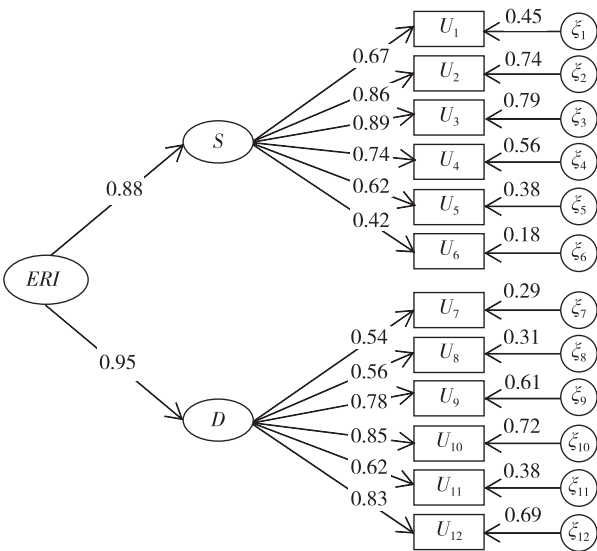 U₁ 0.45 ξ₁
0.67
U₂ 0.74 ξ₂
0.86
U₃ 0.79 ξ₃
0.89
S
0.74
U₄ 0.56 ξ₄
0.62
U₅ 0.38 ξ₅
0.42
U₆ 0.18 ξ₆
0.88
ERI
0.95
U₇ 0.29 ξ₇
0.54
U₈ 0.31 ξ₈
0.56
U₉ 0.61 ξ₉
0.78
D
0.85
U₁₀ 0.72 ξ₁₀
0.62
U₁₁ 0.38 ξ₁₁
0.83
U₁₂ 0.69 ξ₁₂